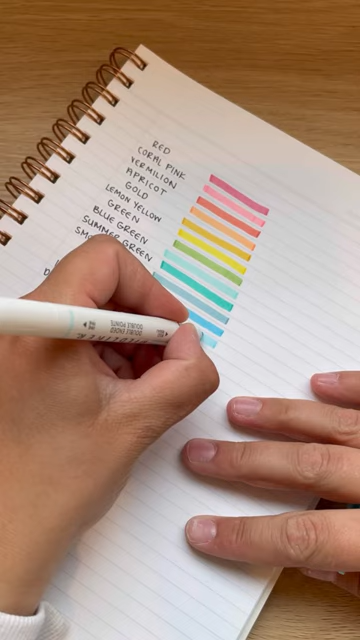 RED
CORAL PINK
VERMILION
APRICOT
GOLD
LEMON YELLOW
GREEN
BLUE GREEN
SUMMER GREEN
DOUBLE ENDED